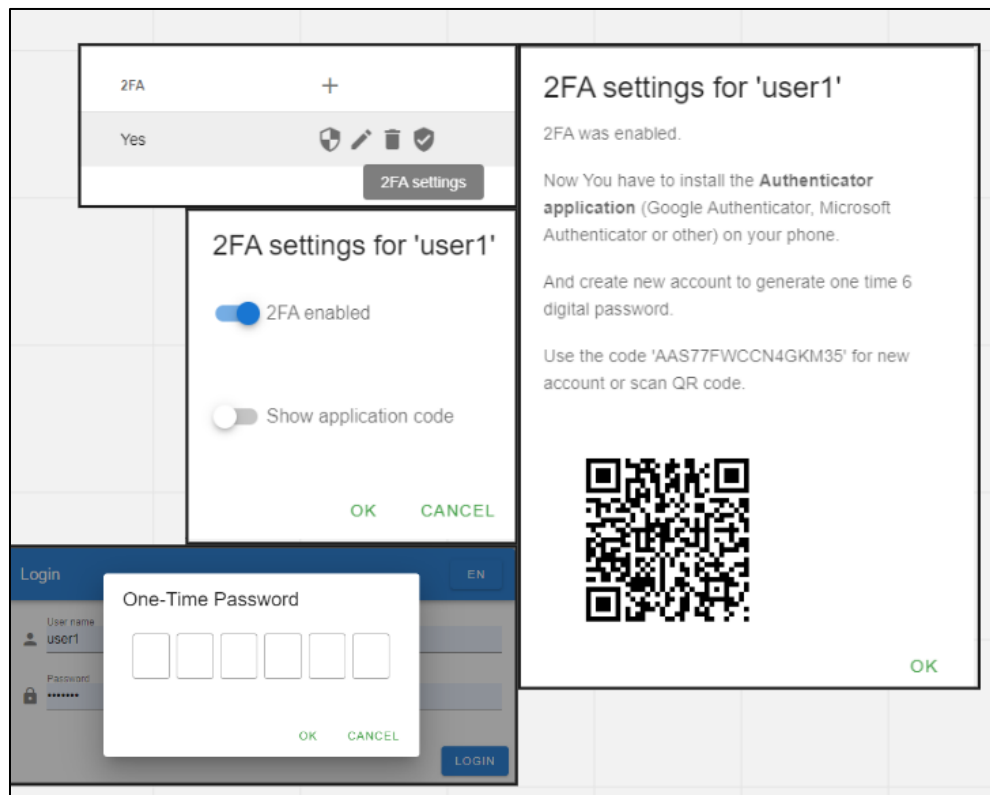 2FA
+
Yes
2FA settings
2FA settings for 'user1'
2FA enabled
Show application code
OK CANCEL
Login
EN
User name
user1
Password
•••••••
One-Time Password
OK CANCEL
LOGIN
2FA settings for 'user1'
2FA was enabled.
Now You have to install the Authenticator
application (Google Authenticator, Microsoft
Authenticator or other) on your phone.
And create new account to generate one time 6
digital password.
Use the code 'AAS77FWCCN4GKM35' for new
account or scan QR code.
OK